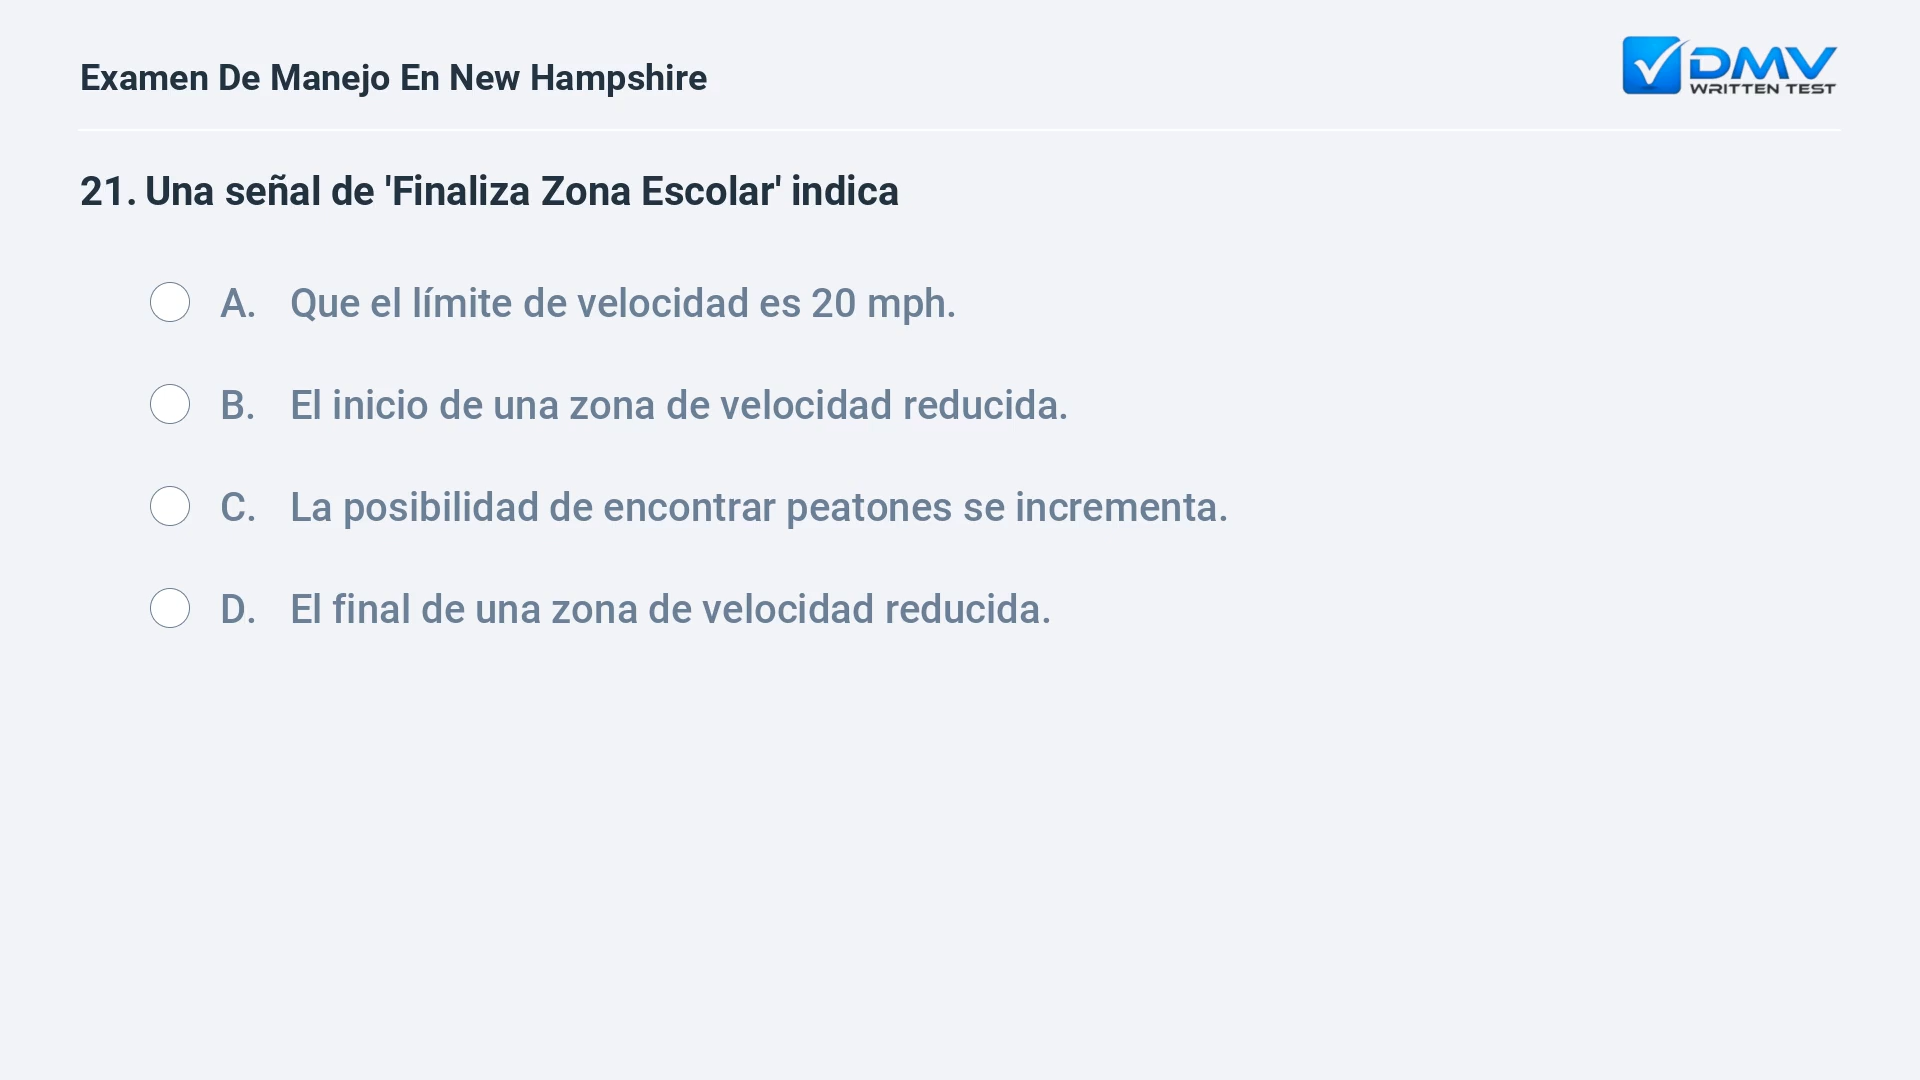 Examen De Manejo En New Hampshire
DMV
WRITTEN TEST
21. Una señal de 'Finaliza Zona Escolar' indica
A. Que el límite de velocidad es 20 mph.
B. El inicio de una zona de velocidad reducida.
C. La posibilidad de encontrar peatones se incrementa.
D. El final de una zona de velocidad reducida.